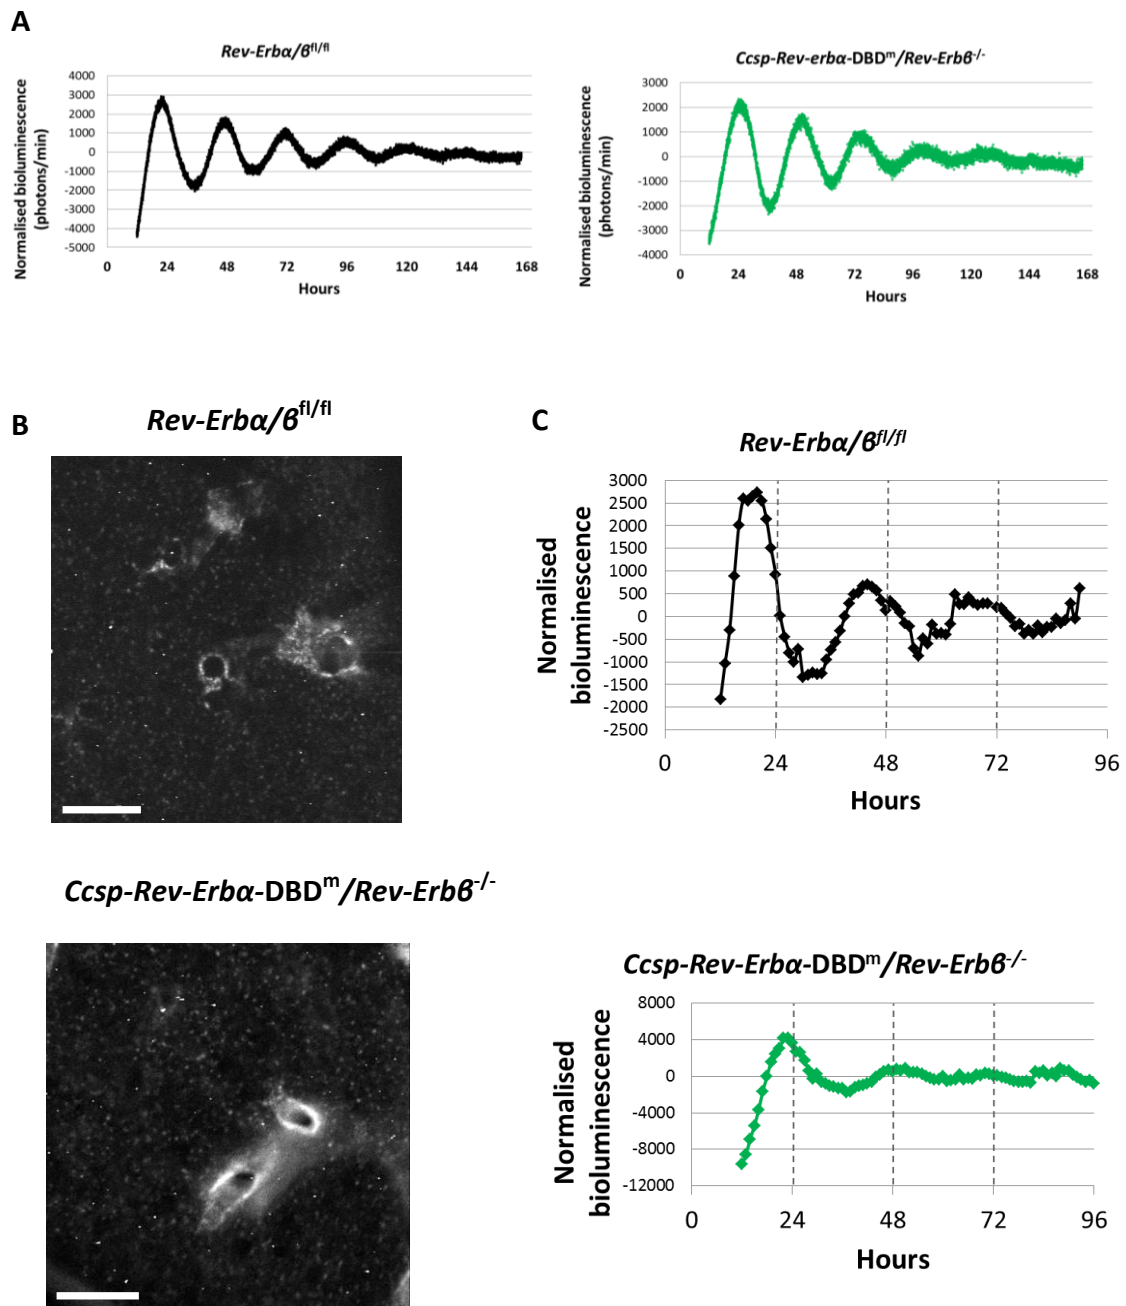 A
Rev-Erbα/β^fl/fl
Normalised bioluminescence
(photons/min)
4000
3000
2000
1000
0
-1000
-2000
-3000
-4000
-5000
0 24 48 72 96 120 144 168
Hours
Ccsp-Rev-erbα-DBD^m/Rev-Erbβ^-/-
Normalised bioluminescence
(photons/min)
3000
2000
1000
0
-1000
-2000
-3000
-4000
0 24 48 72 96 120 144 168
Hours
B
Rev-Erbα/β^fl/fl
Ccsp-Rev-Erbα-DBD^m/Rev-Erbβ^-/-
C
Rev-Erbα/β^fl/fl
Normalised
bioluminescence
3000
2500
2000
1500
1000
500
0
-500
-1000
-1500
-2000
-2500
0 24 48 72 96
Hours
Ccsp-Rev-Erbα-DBD^m/Rev-Erbβ^-/-
Normalised
bioluminescence
8000
4000
0
-4000
-8000
-12000
0 24 48 72 96
Hours